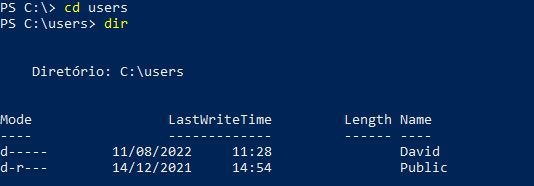 PS C:\> cd users
PS C:\users> dir
Diretório: C:\users
Mode LastWriteTime Length Name
---- ------------- ------ ----
d----- 11/08/2022 11:28 David
d-r--- 14/12/2021 14:54 Public